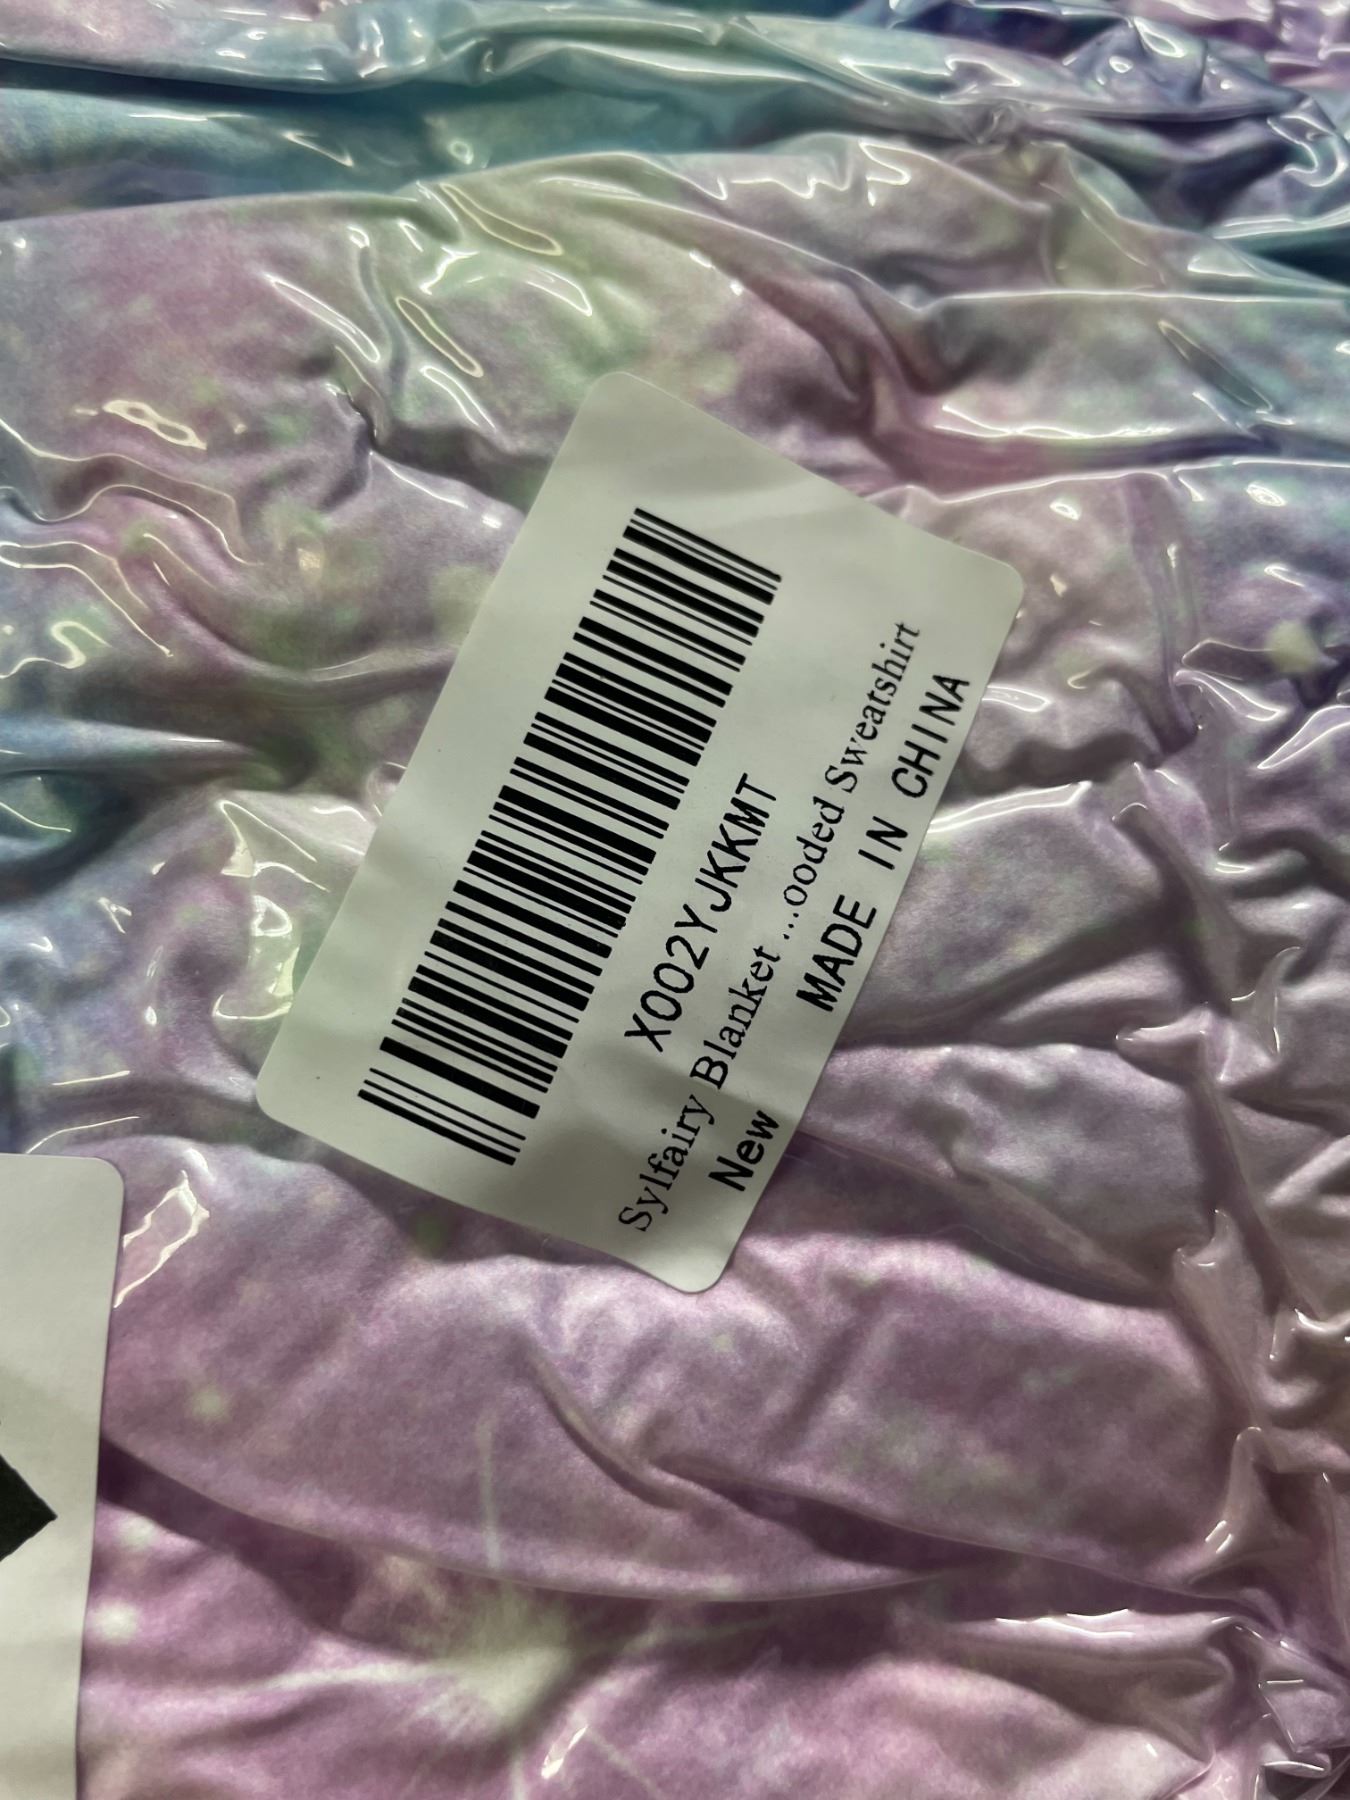 X002YJKKMT
Sylfairy Blanket ...ooded Sweatshirt
New
MADE IN CHINA